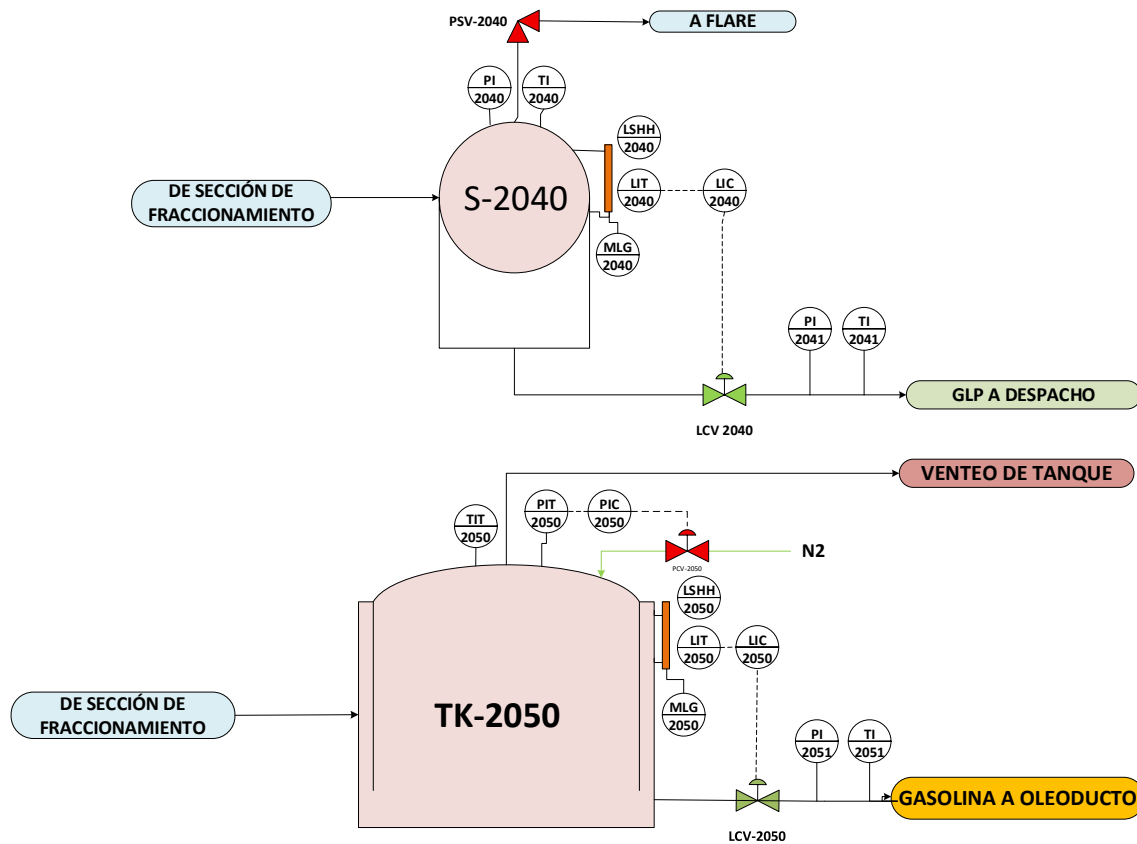 PSV-2040
A FLARE
PI
2040
TI
2040
LSHH
2040
DE SECCIÓN DE
FRACCIONAMIENTO
S-2040
LIT
2040
LIC
2040
MLG
2040
PI
2041
TI
2041
GLP A DESPACHO
LCV 2040
VENTEO DE TANQUE
TIT
2050
PIT
2050
PIC
2050
N2
PCV-2050
LSHH
2050
LIT
2050
LIC
2050
DE SECCIÓN DE
FRACCIONAMIENTO
TK-2050
MLG
2050
PI
2051
TI
2051
GASOLINA A OLEODUCTO
LCV-2050